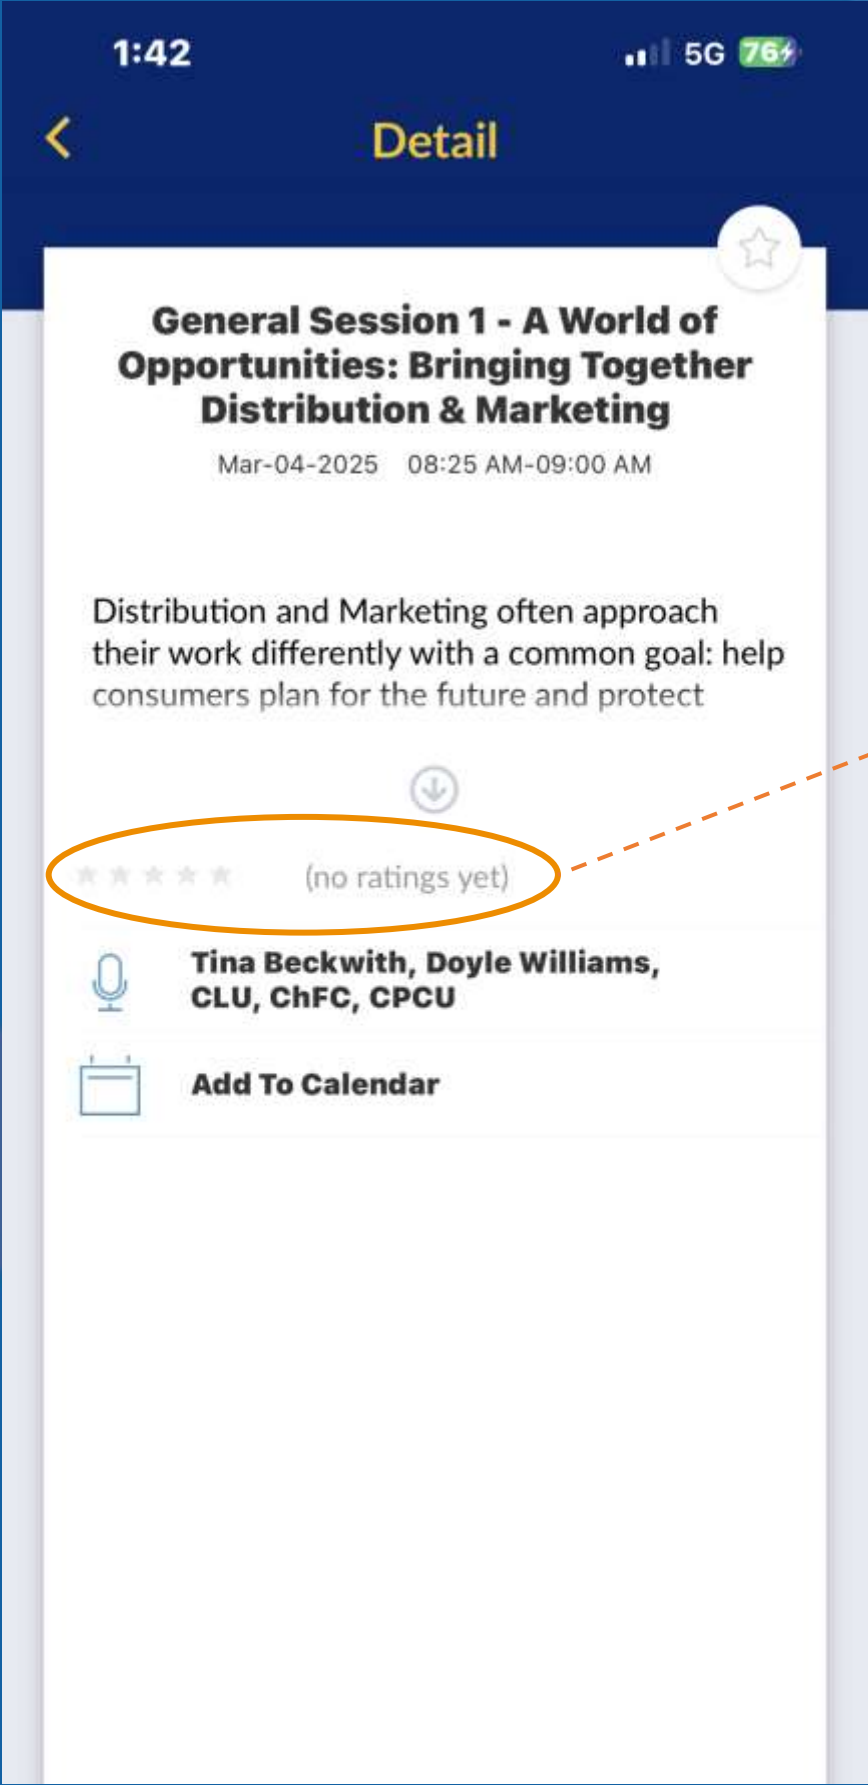 1:42
5G 76
Detail
General Session 1 - A World of
Opportunities: Bringing Together
Distribution & Marketing
Mar-04-2025 08:25 AM-09:00 AM
Distribution and Marketing often approach
their work differently with a common goal: help
consumers plan for the future and protect
(no ratings yet)
Tina Beckwith, Doyle Williams,
CLU, ChFC, CPCU
Add To Calendar